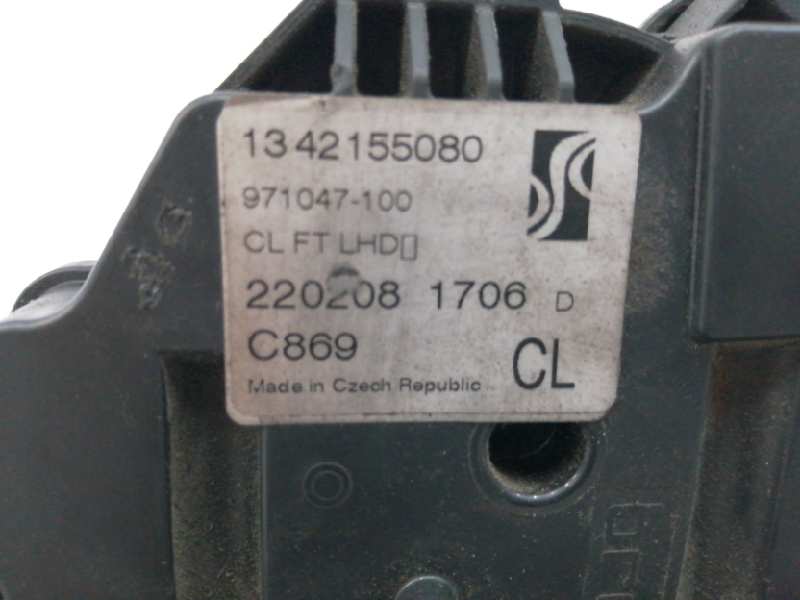 1342155080
971047-100
CL FT LHD▯
220208 1706 D
C869
CL
Made in Czech Republic